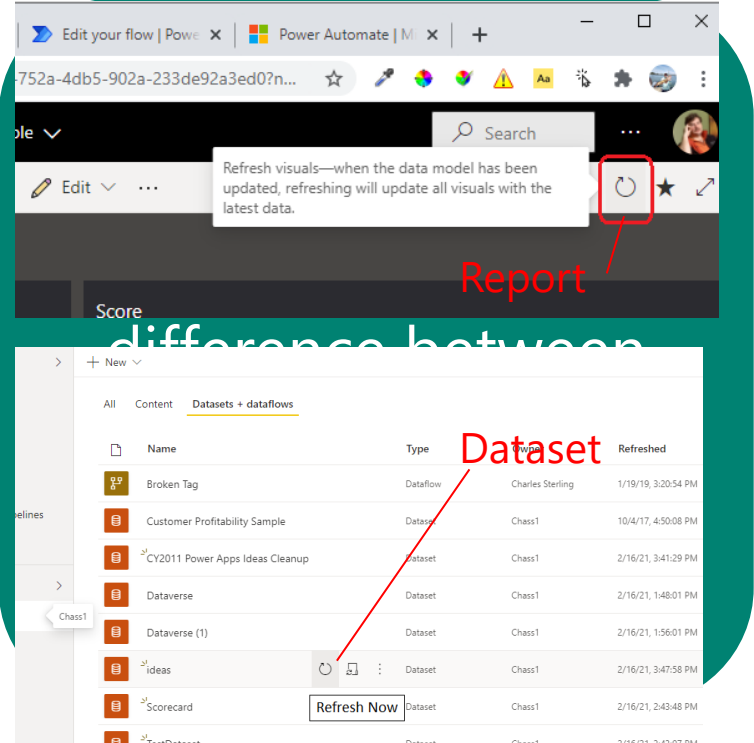 Edit your flow | Powe
Power Automate | Mi
-752a-4db5-902a-233de92a3ed0?n...
Aa
ple
Search
...
Edit
...
Refresh visuals—when the data model has been
updated, refreshing will update all visuals with the
latest data.
Report
Score
difference between
New
All Content Datasets + dataflows
Dataset
Name Type Owner Refreshed
Broken Tag Dataflow Charles Sterling 1/19/19, 3:20:54 PM
pelines
Customer Profitability Sample Dataset Chass1 10/4/17, 4:50:08 PM
CY2011 Power Apps Ideas Cleanup Dataset Chass1 2/16/21, 3:41:29 PM
Dataverse Dataset Chass1 2/16/21, 1:48:01 PM
Chass1
Dataverse (1) Dataset Chass1 2/16/21, 1:56:01 PM
ideas Dataset Chass1 2/16/21, 3:47:58 PM
Scorecard Refresh Now Dataset Chass1 2/16/21, 2:43:48 PM
TestDataset Dataset Chass1